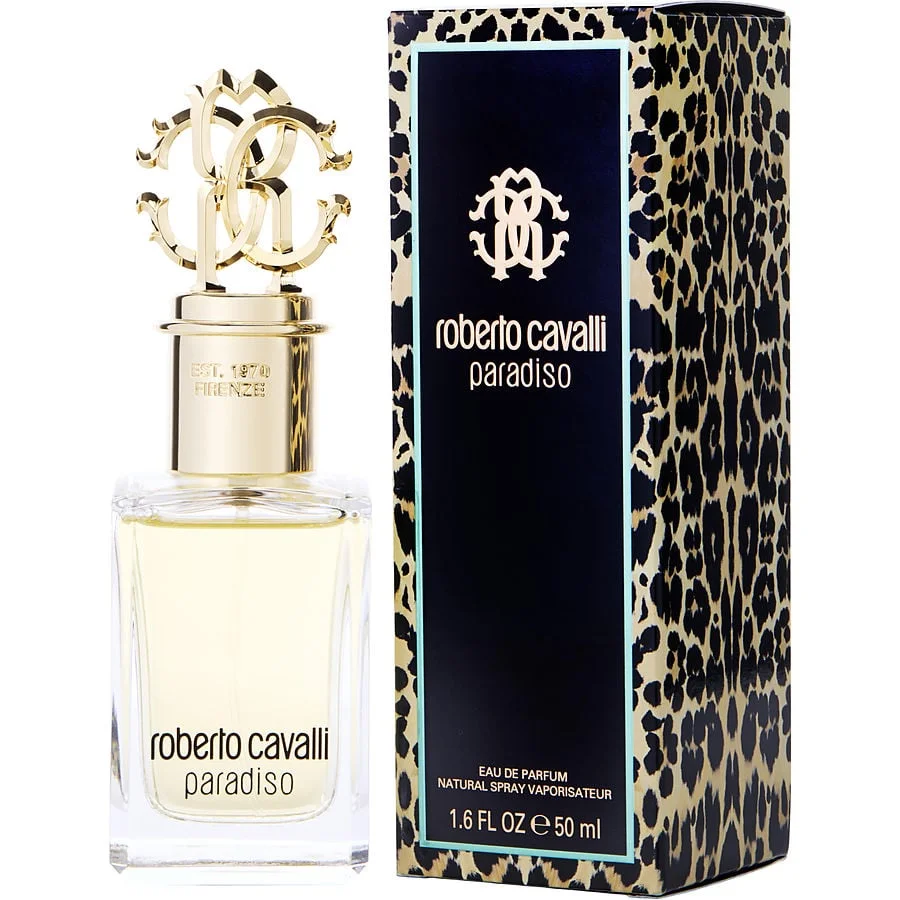 EST. 1970
FIRENZE
roberto cavalli
paradiso
roberto cavalli
paradiso
EAU DE PARFUM
NATURAL SPRAY VAPORISATEUR
1.6 FL OZ ℮ 50 ml